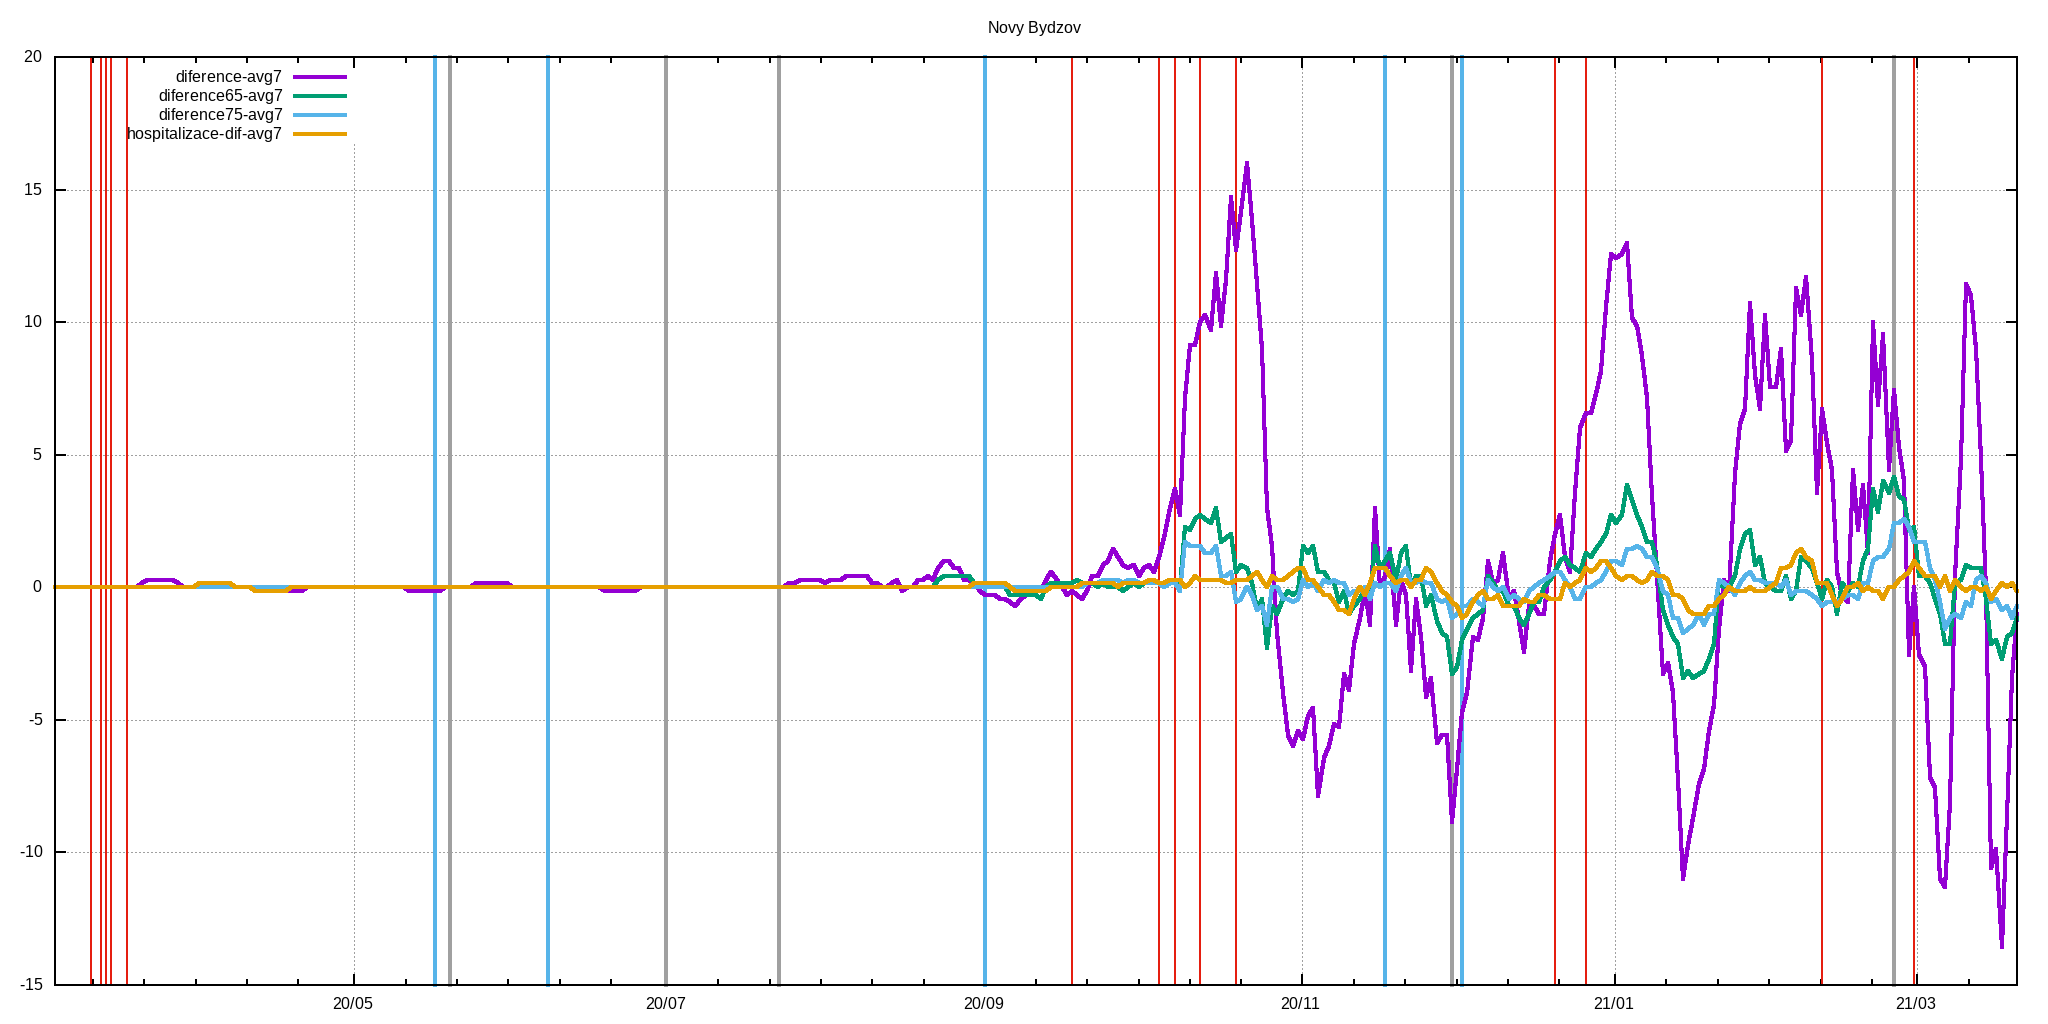 Novy Bydzov
20
diference-avg7
diference65-avg7
diference75-avg7
hospitalizace-dif-avg7
15
10
5
0
-5
-10
-15
20/05 20/07 20/09 20/11 21/01 21/03